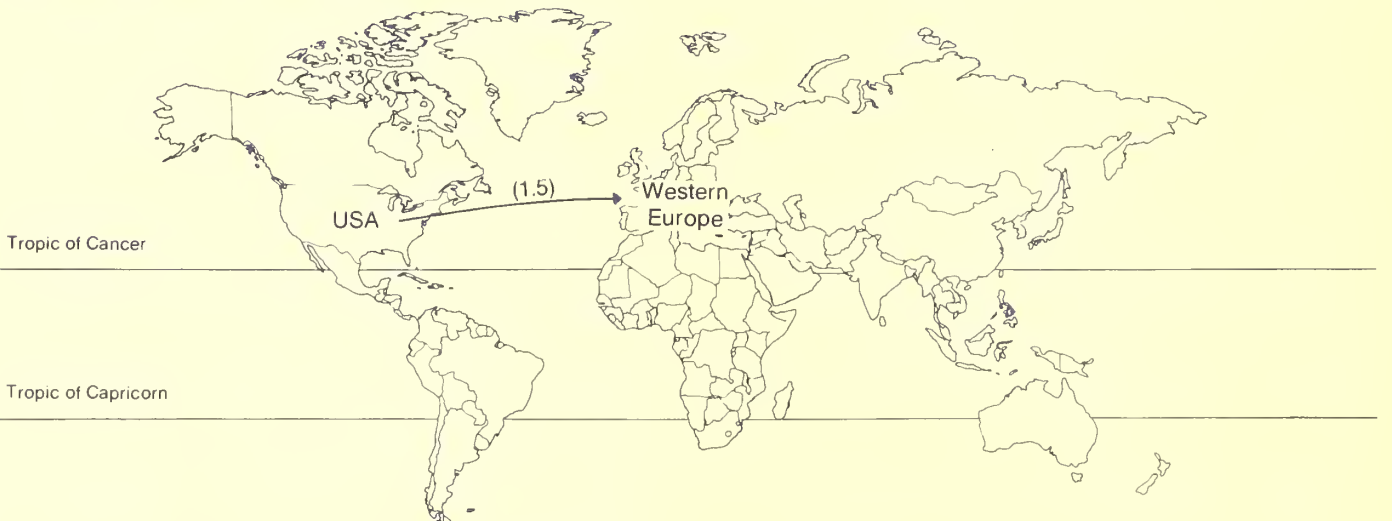 (1.5)
Western
Europe
USA
Tropic of Cancer
Tropic of Capricorn